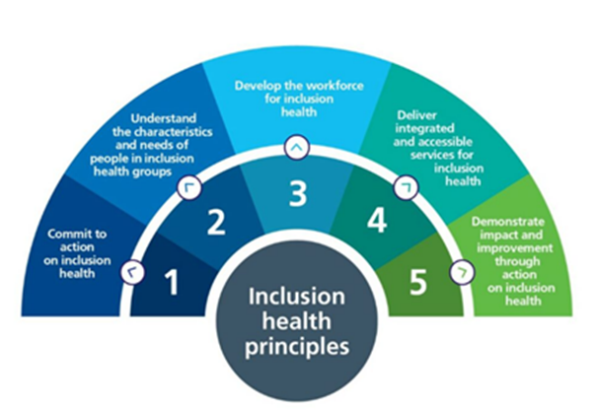 Commit to
action
on inclusion
health
1
Understand
the characteristics
and needs of
people in inclusion
health groups
2
Develop the workforce
for inclusion
health
3
Deliver
integrated
and accessible
services for
inclusion
health
4
Demonstrate
impact and
improvement
through
action
on inclusion
health
5
Inclusion
health
principles